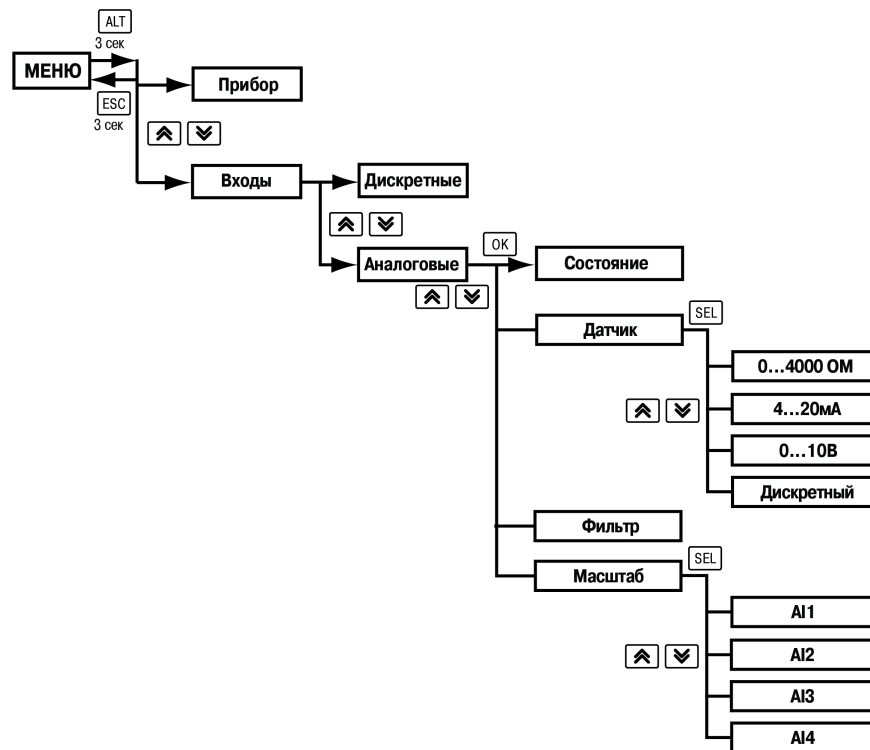 ALT
3 сек
МЕНЮ
Прибор
ESC
3 сек
Входы
Дискретные
OK
Аналоговые
Состояние
SEL
Датчик
0...4000 ОМ
4...20мА
0...10В
Дискретный
Фильтр
SEL
Масштаб
AI1
AI2
AI3
AI4